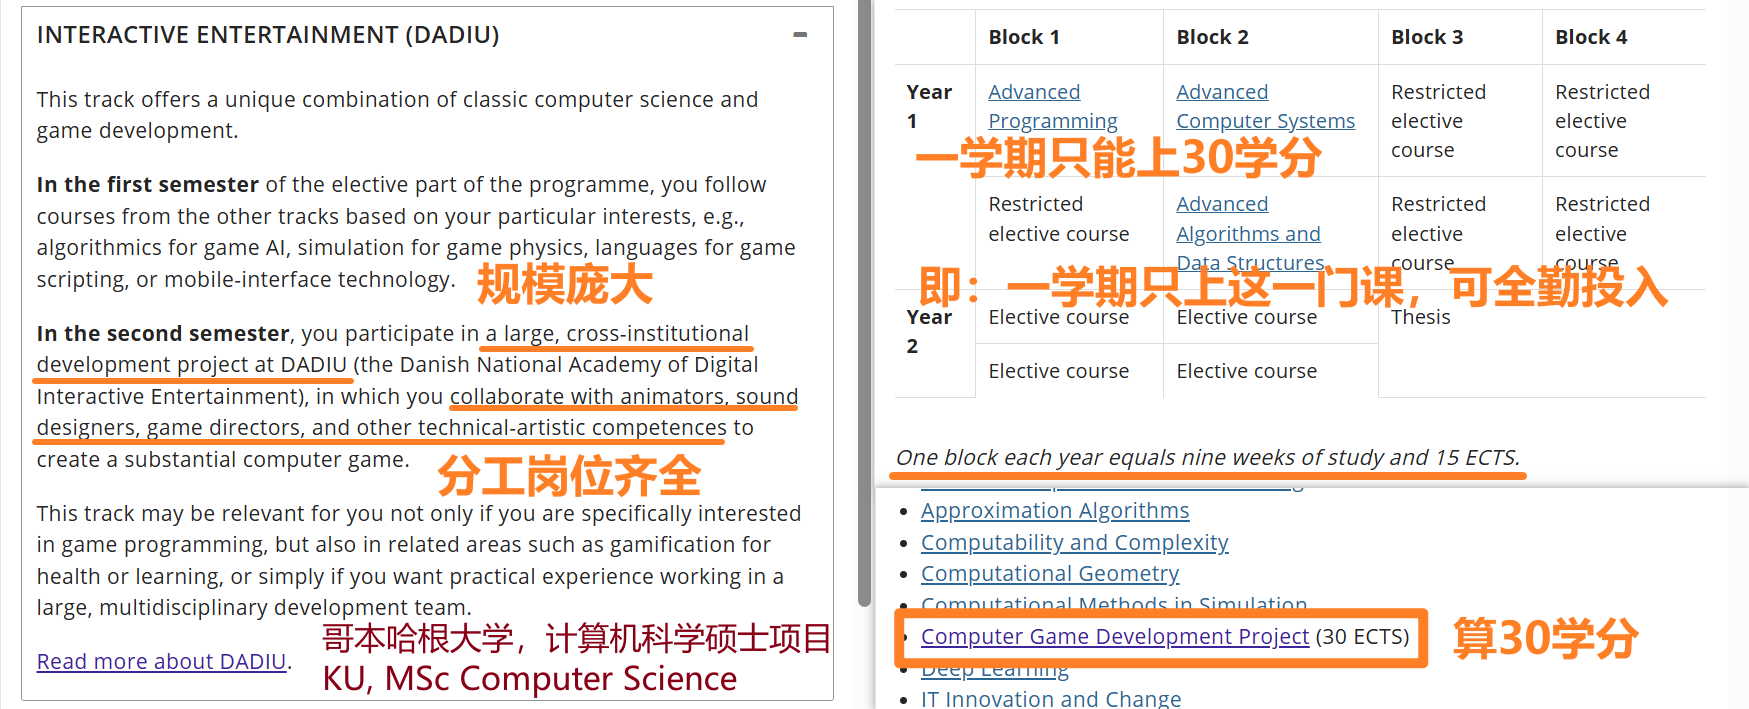 INTERACTIVE ENTERTAINMENT (DADIU)
This track offers a unique combination of classic computer science and
game development.
In the first semester of the elective part of the programme, you follow
courses from the other tracks based on your particular interests, e.g.,
algorithmics for game AI, simulation for game physics, languages for game
scripting, or mobile-interface technology.
规模庞大
In the second semester, you participate in a large, cross-institutional
development project at DADIU (the Danish National Academy of Digital
Interactive Entertainment), in which you collaborate with animators, sound
designers, game directors, and other technical-artistic competences to
create a substantial computer game.
分工岗位齐全
This track may be relevant for you not only if you are specifically interested
in game programming, but also in related areas such as gamification for
health or learning, or simply if you want practical experience working in a
large, multidisciplinary development team.
哥本哈根大学，计算机科学硕士项目
Read more about DADIU.
KU, MSc Computer Science
Block 1 Block 2 Block 3 Block 4
Year 1
Advanced Programming
Advanced Computer Systems
Restricted elective course
Restricted elective course
一学期只能上30学分
Restricted elective course
Advanced Algorithms and Data Structures
Restricted elective course
Restricted elective course
即：一学期只上这一门课，可全勤投入
Year 2
Elective course
Elective course
Thesis
Elective course
Elective course
One block each year equals nine weeks of study and 15 ECTS.
Approximation Algorithms
Computability and Complexity
Computational Geometry
Computational Methods in Simulation
Computer Game Development Project (30 ECTS)
算30学分
Deep Learning
IT Innovation and Change